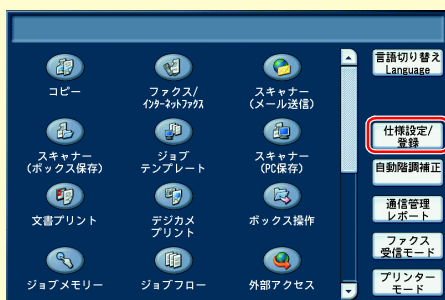 言語切り替え
Language
コピー
ファクス/
インターネットファクス
スキャナー
(メール送信)
仕様設定/
登録
スキャナー
(ボックス保存)
ジョブ
テンプレート
スキャナー
(PC保存)
自動階調補正
文書プリント
デジカメ
プリント
ボックス操作
通信管理
レポート
ファクス
受信モード
ジョブメモリー
ジョブフロー
外部アクセス
プリンター
モード